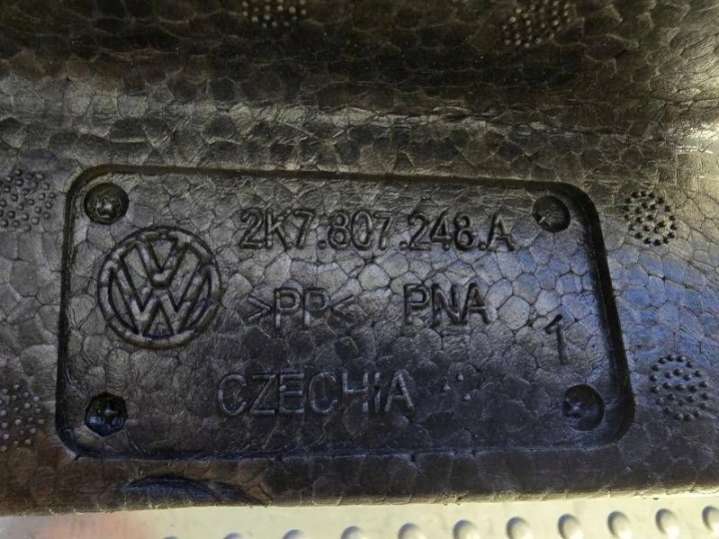 2K7.807.248.A
>PP< PNA 1
CZECHIA